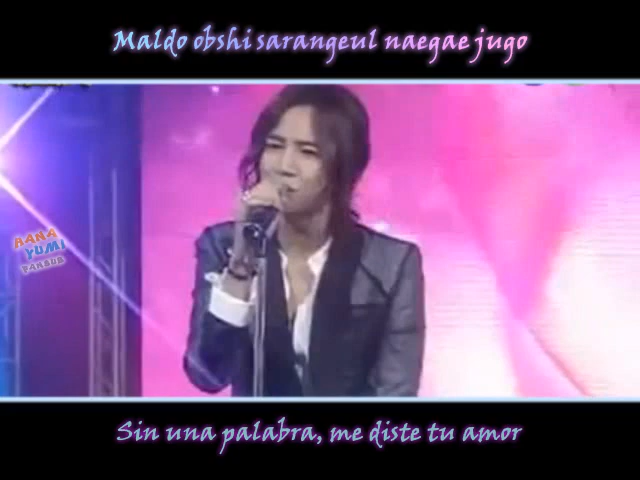 Maldo obshi sarangeul naegae jugo
HANA
YUMI
FANSUB
Sin una palabra, me diste tu amor